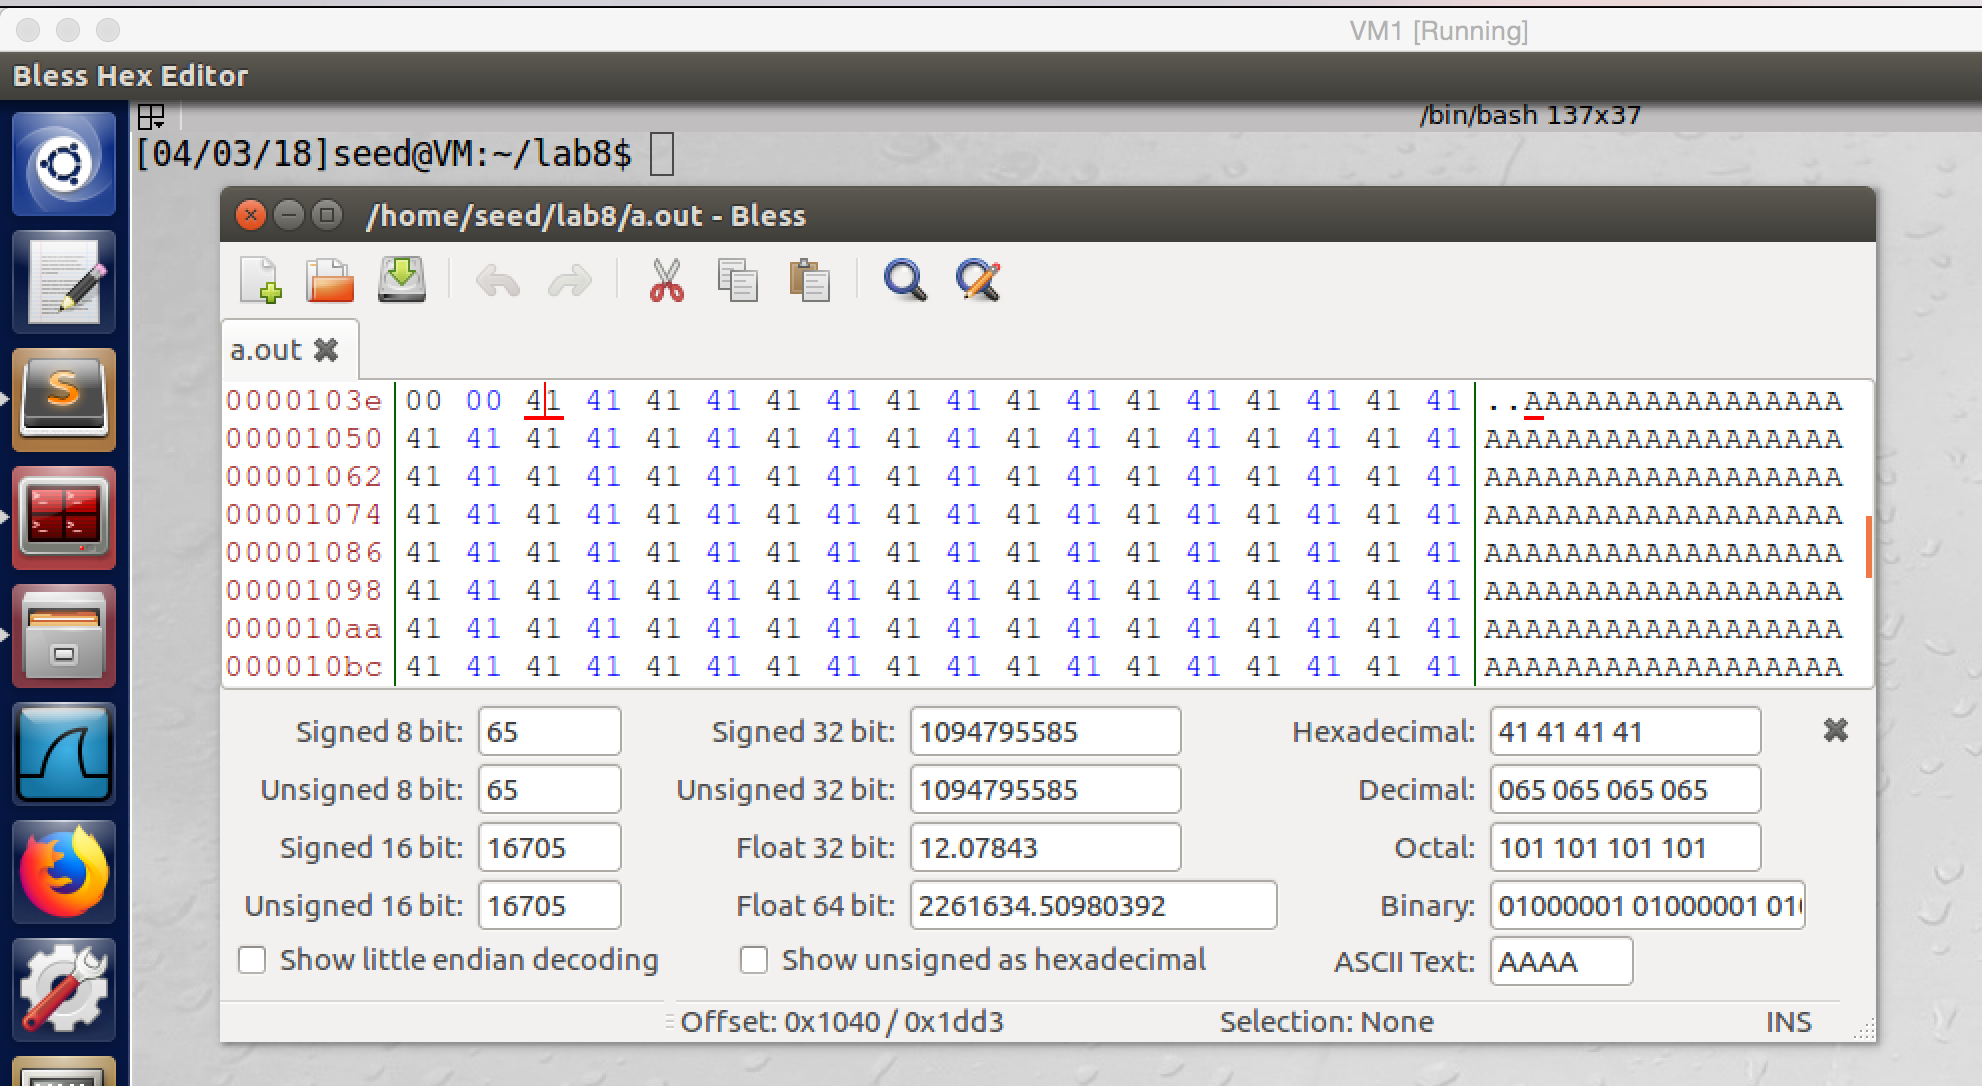 VM1 [Running]
Bless Hex Editor
/bin/bash 137x37
[04/03/18]seed@VM:~/lab8$
/home/seed/lab8/a.out - Bless
a.out
0000103e 00 00 41 41 41 41 41 41 41 41 41 41 41 41 41 41 41 41 ..AAAAAAAAAAAAAAAA
00001050 41 41 41 41 41 41 41 41 41 41 41 41 41 41 41 41 41 41 AAAAAAAAAAAAAAAAAA
00001062 41 41 41 41 41 41 41 41 41 41 41 41 41 41 41 41 41 41 AAAAAAAAAAAAAAAAAA
00001074 41 41 41 41 41 41 41 41 41 41 41 41 41 41 41 41 41 41 AAAAAAAAAAAAAAAAAA
00001086 41 41 41 41 41 41 41 41 41 41 41 41 41 41 41 41 41 41 AAAAAAAAAAAAAAAAAA
00001098 41 41 41 41 41 41 41 41 41 41 41 41 41 41 41 41 41 41 AAAAAAAAAAAAAAAAAA
000010aa 41 41 41 41 41 41 41 41 41 41 41 41 41 41 41 41 41 41 AAAAAAAAAAAAAAAAAA
000010bc 41 41 41 41 41 41 41 41 41 41 41 41 41 41 41 41 41 41 AAAAAAAAAAAAAAAAAA
Signed 8 bit: 65 Signed 32 bit: 1094795585 Hexadecimal: 41 41 41 41
Unsigned 8 bit: 65 Unsigned 32 bit: 1094795585 Decimal: 065 065 065 065
Signed 16 bit: 16705 Float 32 bit: 12.07843 Octal: 101 101 101 101
Unsigned 16 bit: 16705 Float 64 bit: 2261634.50980392 Binary: 01000001 01000001 01
Show little endian decoding Show unsigned as hexadecimal ASCII Text: AAAA
Offset: 0x1040 / 0x1dd3 Selection: None INS